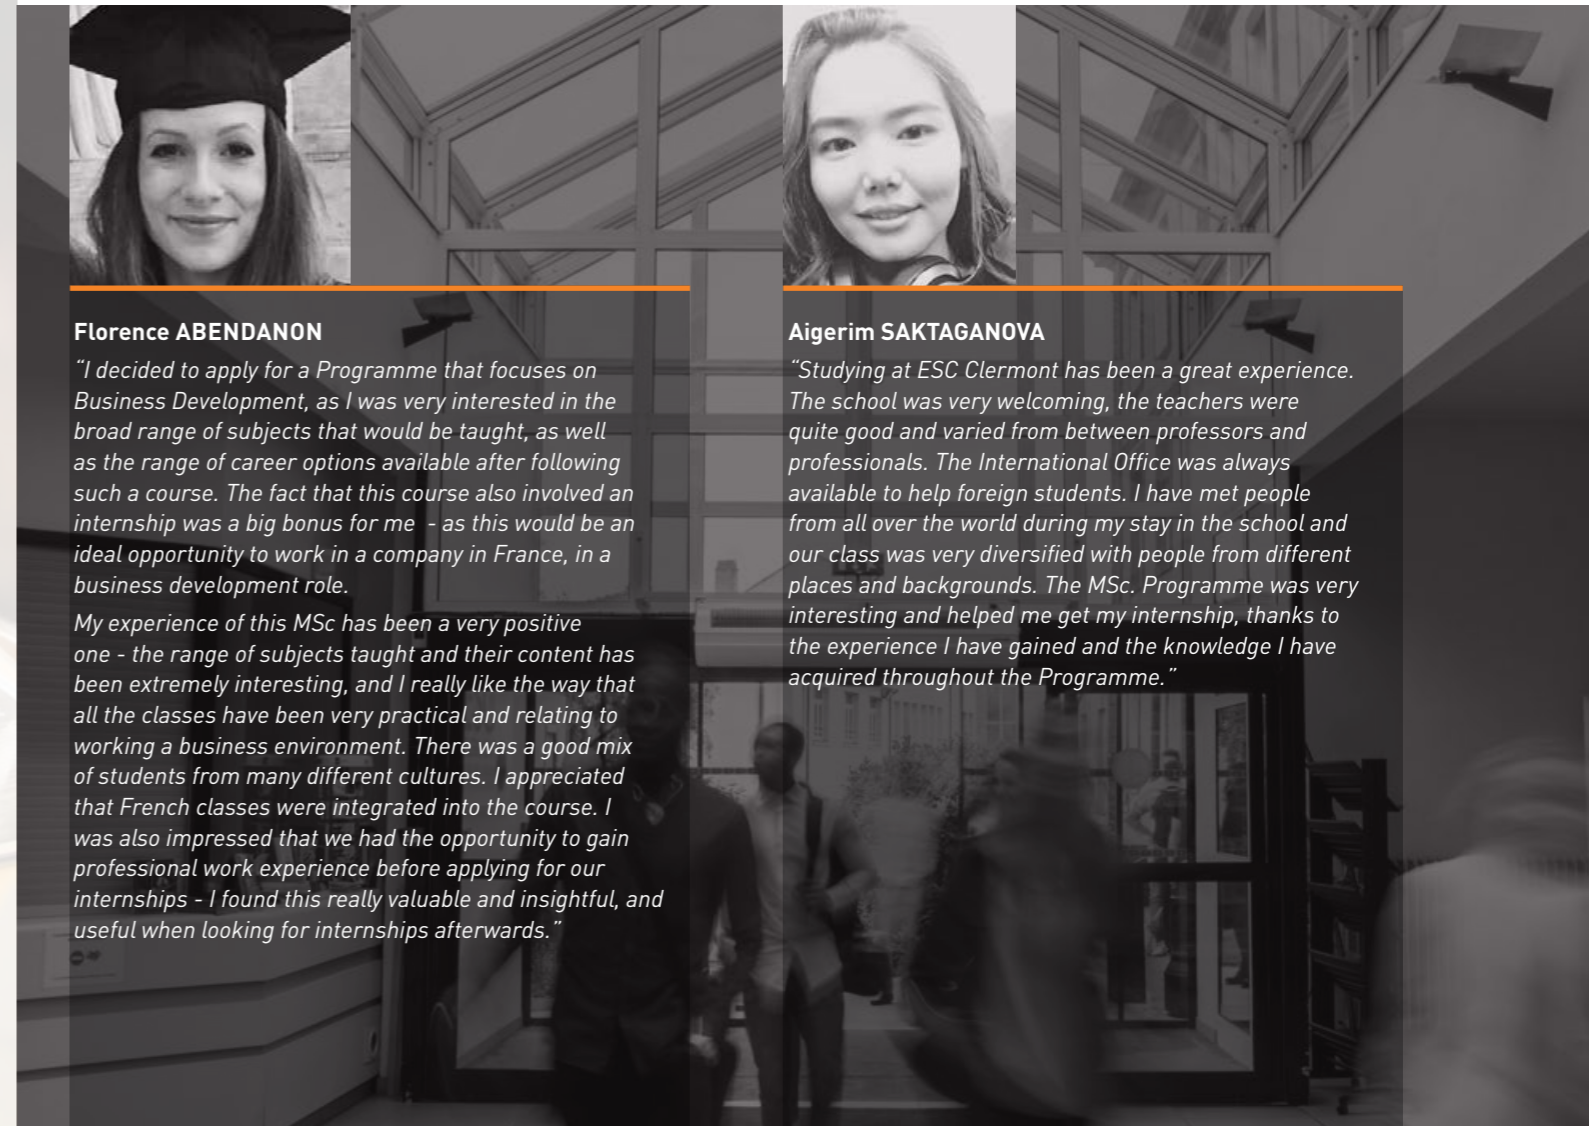 Florence ABENDANON
“I decided to apply for a Programme that focuses on
Business Development, as I was very interested in the
broad range of subjects that would be taught, as well
as the range of career options available after following
such a course. The fact that this course also involved an
internship was a big bonus for me - as this would be an
ideal opportunity to work in a company in France, in a
business development role.
My experience of this MSc has been a very positive
one - the range of subjects taught and their content has
been extremely interesting, and I really like the way that
all the classes have been very practical and relating to
working a business environment. There was a good mix
of students from many different cultures. I appreciated
that French classes were integrated into the course. I
was also impressed that we had the opportunity to gain
professional work experience before applying for our
internships - I found this really valuable and insightful, and
useful when looking for internships afterwards.”
Aigerim SAKTAGANOVA
“Studying at ESC Clermont has been a great experience.
The school was very welcoming, the teachers were
quite good and varied from between professors and
professionals. The International Office was always
available to help foreign students. I have met people
from all over the world during my stay in the school and
our class was very diversified with people from different
places and backgrounds. The MSc. Programme was very
interesting and helped me get my internship, thanks to
the experience I have gained and the knowledge I have
acquired throughout the Programme.”